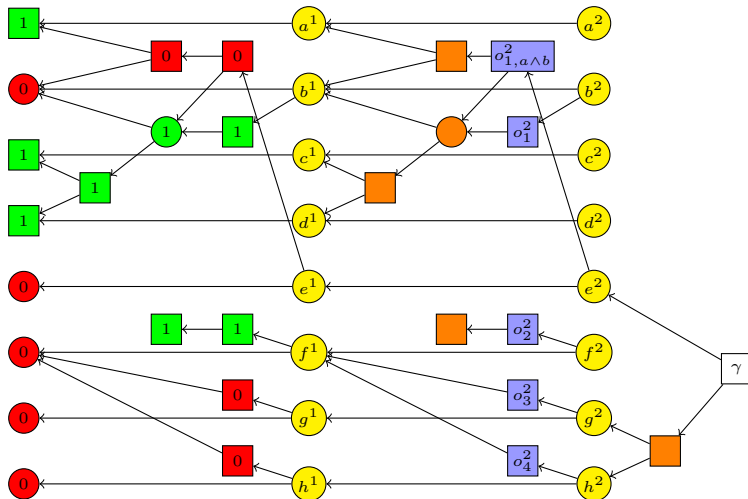 1 a¹ a²
0 0 o²₁,ₐ∧b
0 b¹ b²
1 1 o²₁
1 c¹ c²
1
1 d¹ d²
0 e¹ e²
1 1 o²₂
0 f¹ f²
γ
0 o²₃
0 g¹ g²
0 o²₄
0 h¹ h²